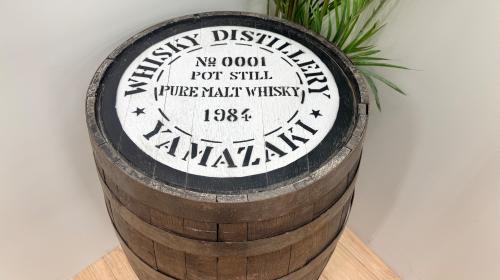 WHISKY DISTILLERY
No 0001
POT STILL
PURE MALT WHISKY
1984
★ YAMAZAKI ★